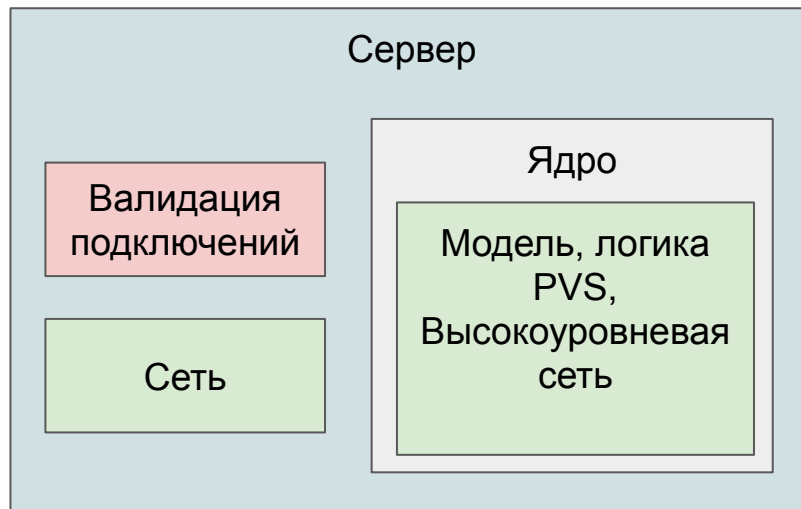 Сервер
Валидация
подключений
Сеть
Ядро
Модель, логика
PVS,
Высокоуровневая
сеть